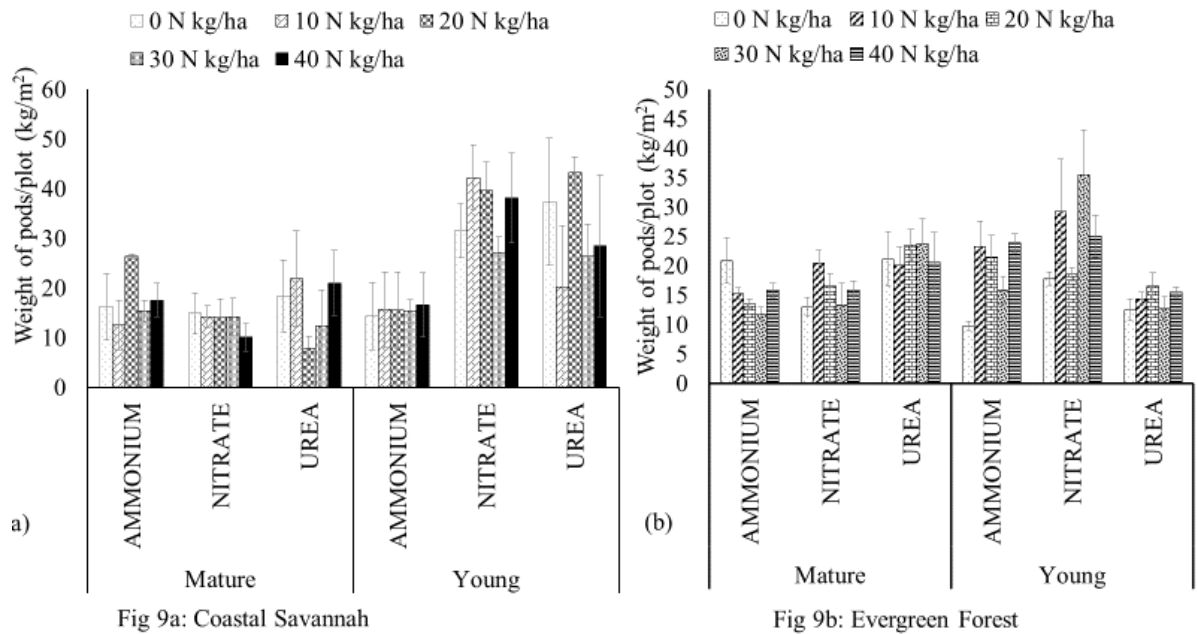 0 N kg/ha 10 N kg/ha 20 N kg/ha
30 N kg/ha 40 N kg/ha
Weight of pods/plot (kg/m²)
60
50
40
30
20
10
0
AMMONIUM
NITRATE
UREA
AMMONIUM
NITRATE
UREA
Mature
Young
a)
Fig 9a: Coastal Savannah
0 N kg/ha 10 N kg/ha 20 N kg/ha
30 N kg/ha 40 N kg/ha
Weight of pods/plot (kg/m²)
50
45
40
35
30
25
20
15
10
5
0
AMMONIUM
NITRATE
UREA
AMMONIUM
NITRATE
UREA
Mature
Young
(b)
Fig 9b: Evergreen Forest